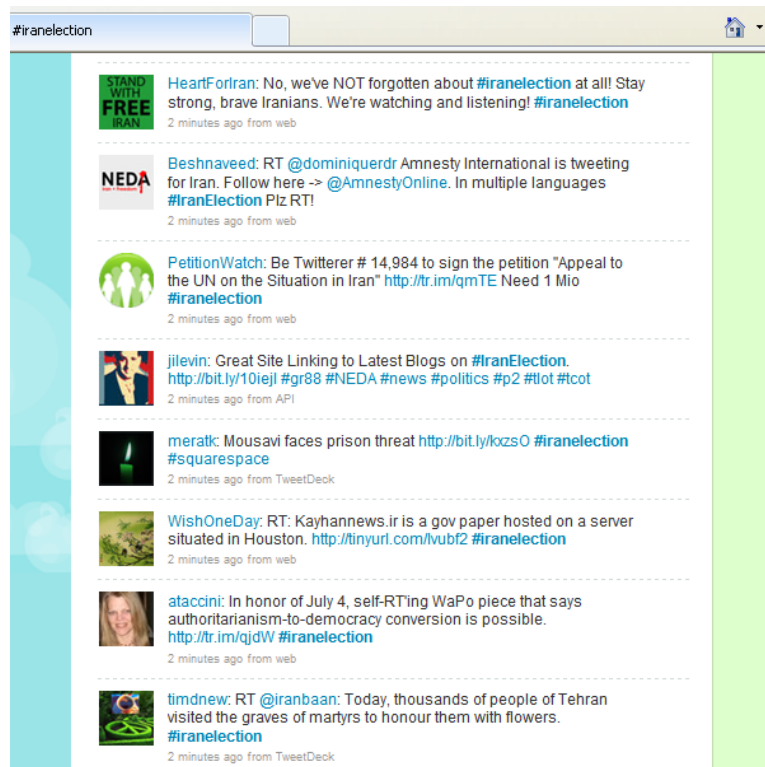 #iranelection
STAND
WITH
FREE
IRAN
HeartForIran: No, we've NOT forgotten about #iranelection at all! Stay
strong, brave Iranians. We're watching and listening! #iranelection
2 minutes ago from web
NEDA
Beshnaveed: RT @dominiquerdr Amnesty International is tweeting
for Iran. Follow here -> @AmnestyOnline. In multiple languages
#IranElection Plz RT!
2 minutes ago from web
PetitionWatch: Be Twitterer # 14,984 to sign the petition "Appeal to
the UN on the Situation in Iran" http://tr.im/qmTE Need 1 Mio
#iranelection
2 minutes ago from web
jilevin: Great Site Linking to Latest Blogs on #IranElection.
http://bit.ly/10iejl #gr88 #NEDA #news #politics #p2 #tlot #tcot
2 minutes ago from API
meratk: Mousavi faces prison threat http://bit.ly/kxzsO #iranelection
#squarespace
2 minutes ago from TweetDeck
WishOneDay: RT: Kayhannews.ir is a gov paper hosted on a server
situated in Houston. http://tinyurl.com/lvubf2 #iranelection
2 minutes ago from web
ataccini: In honor of July 4, self-RT'ing WaPo piece that says
authoritarianism-to-democracy conversion is possible.
http://tr.im/qjdW #iranelection
2 minutes ago from web
timdnew: RT @iranbaan: Today, thousands of people of Tehran
visited the graves of martyrs to honour them with flowers.
#iranelection
2 minutes ago from TweetDeck